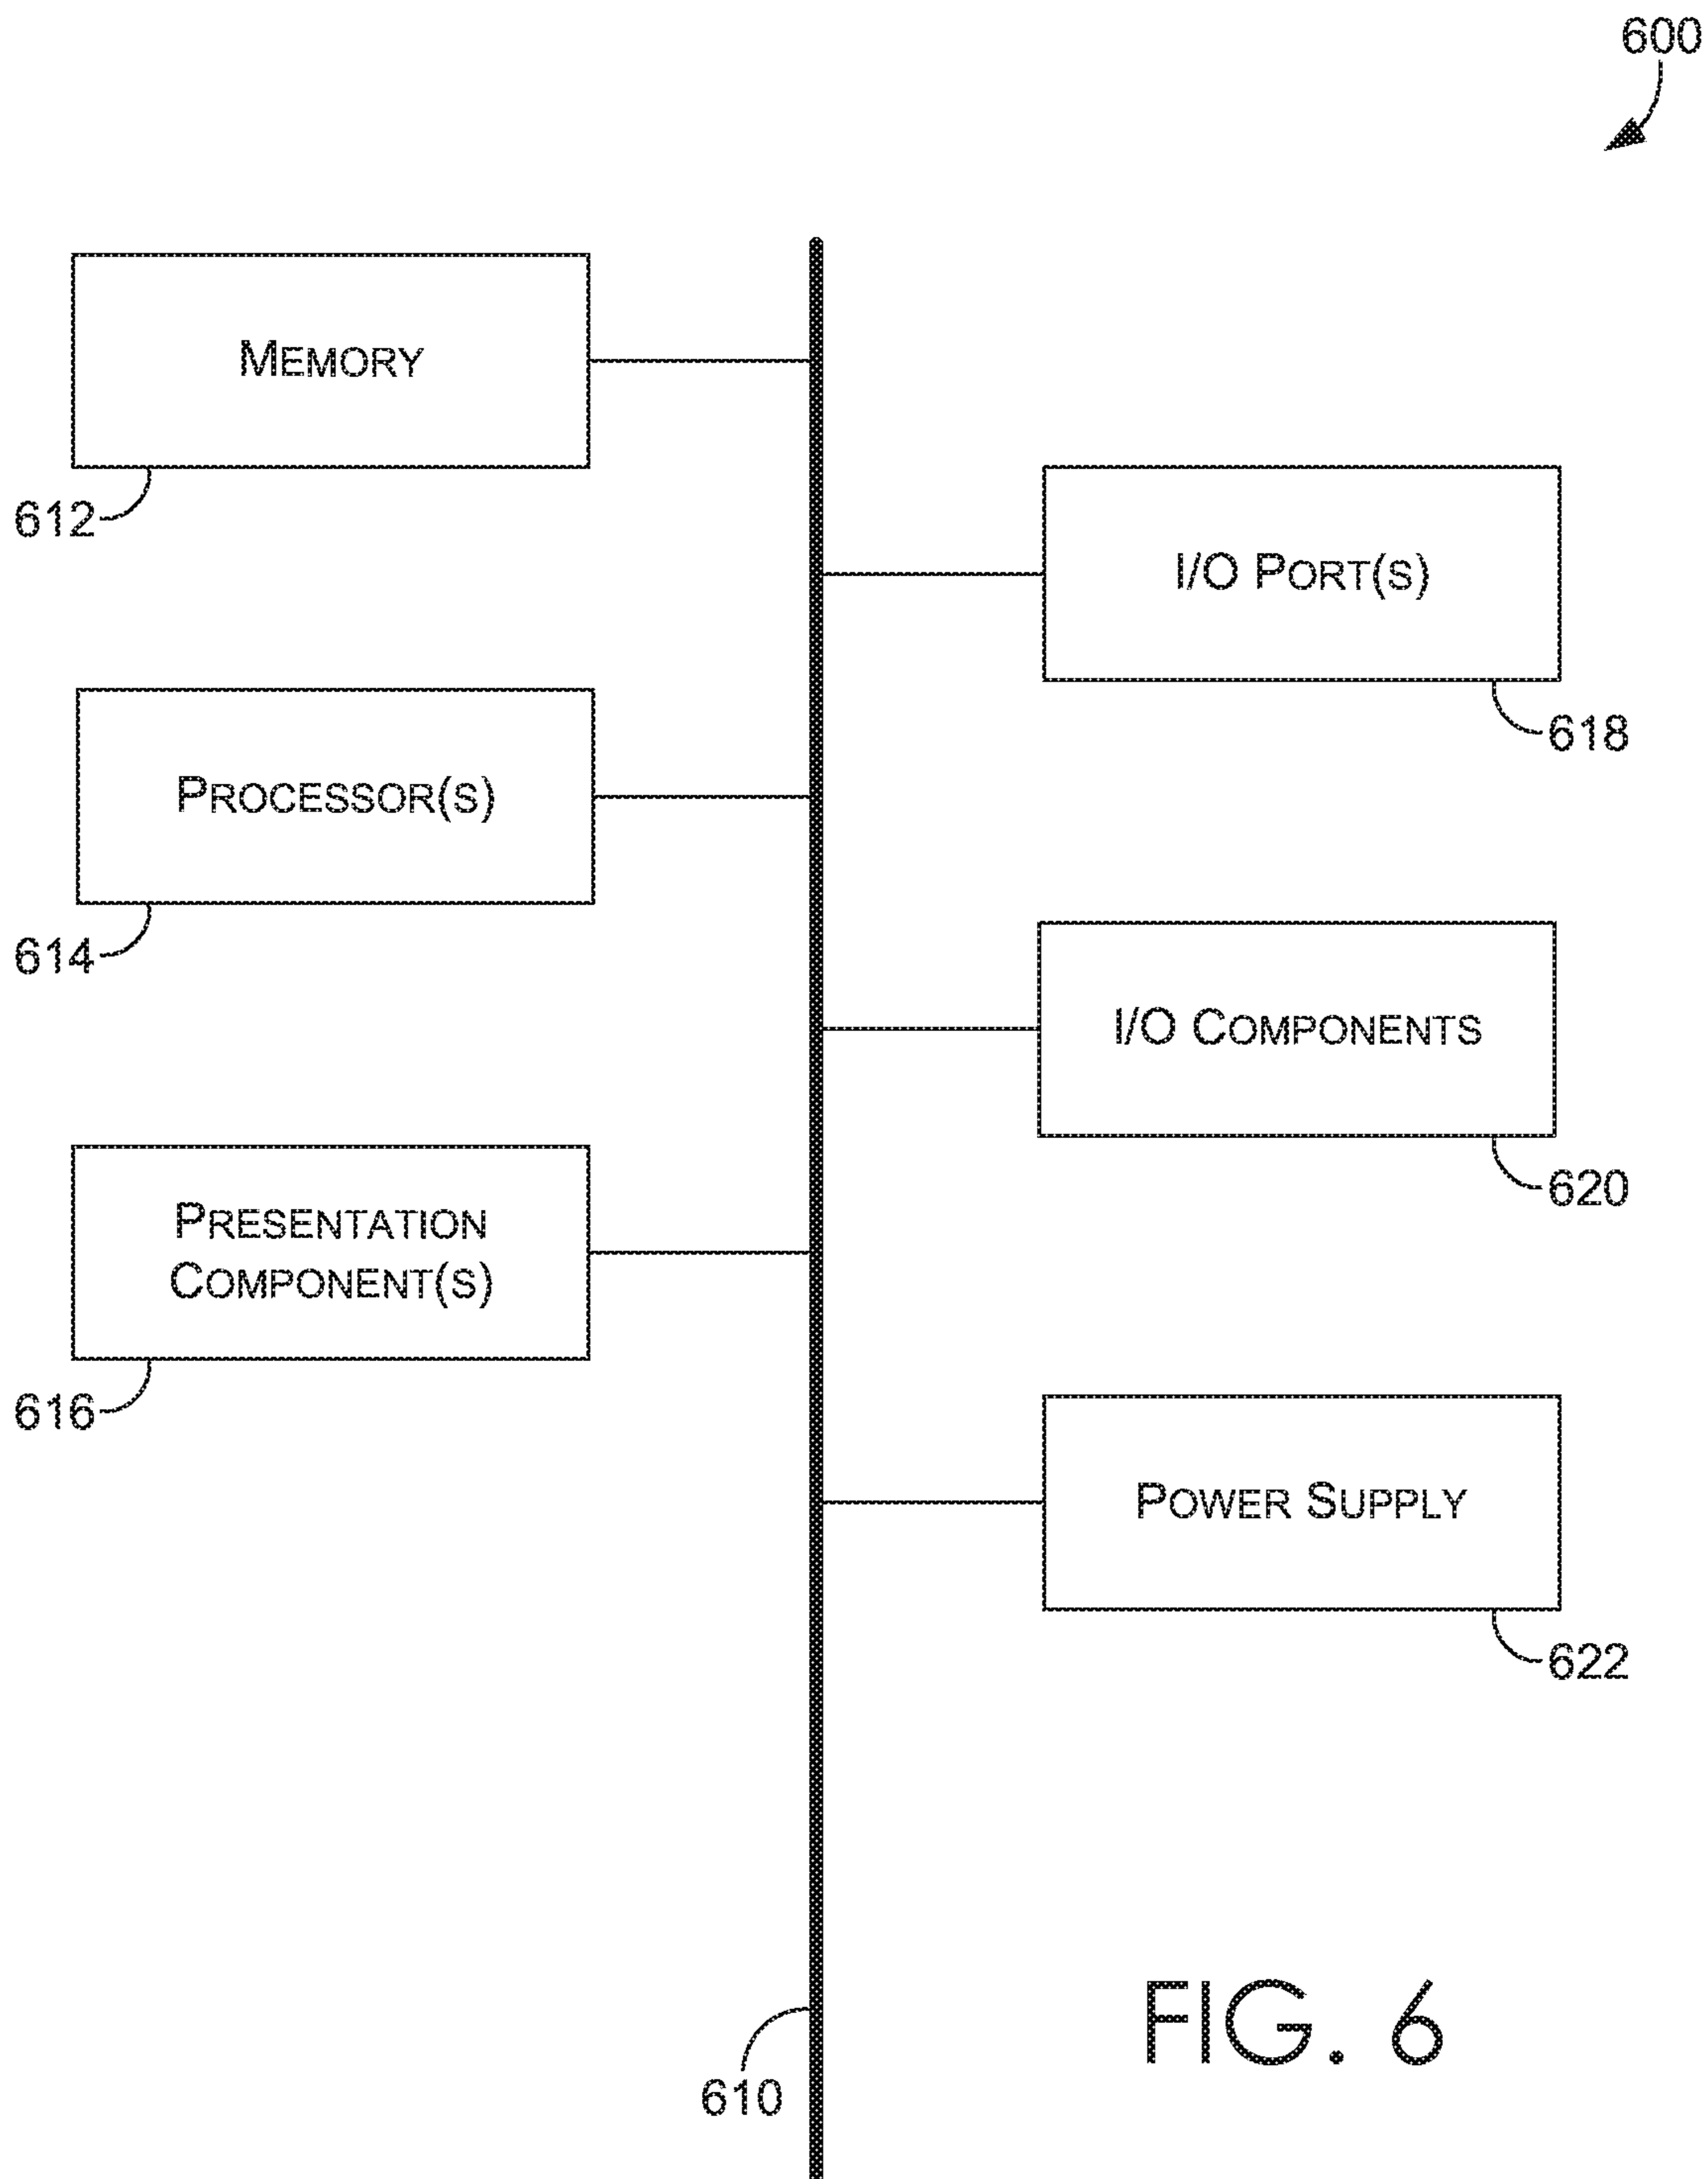 600
MEMORY
612
I/O PORT(S)
618
PROCESSOR(S)
614
I/O COMPONENTS
620
PRESENTATION
COMPONENT(S)
616
POWER SUPPLY
622
610
FIG. 6